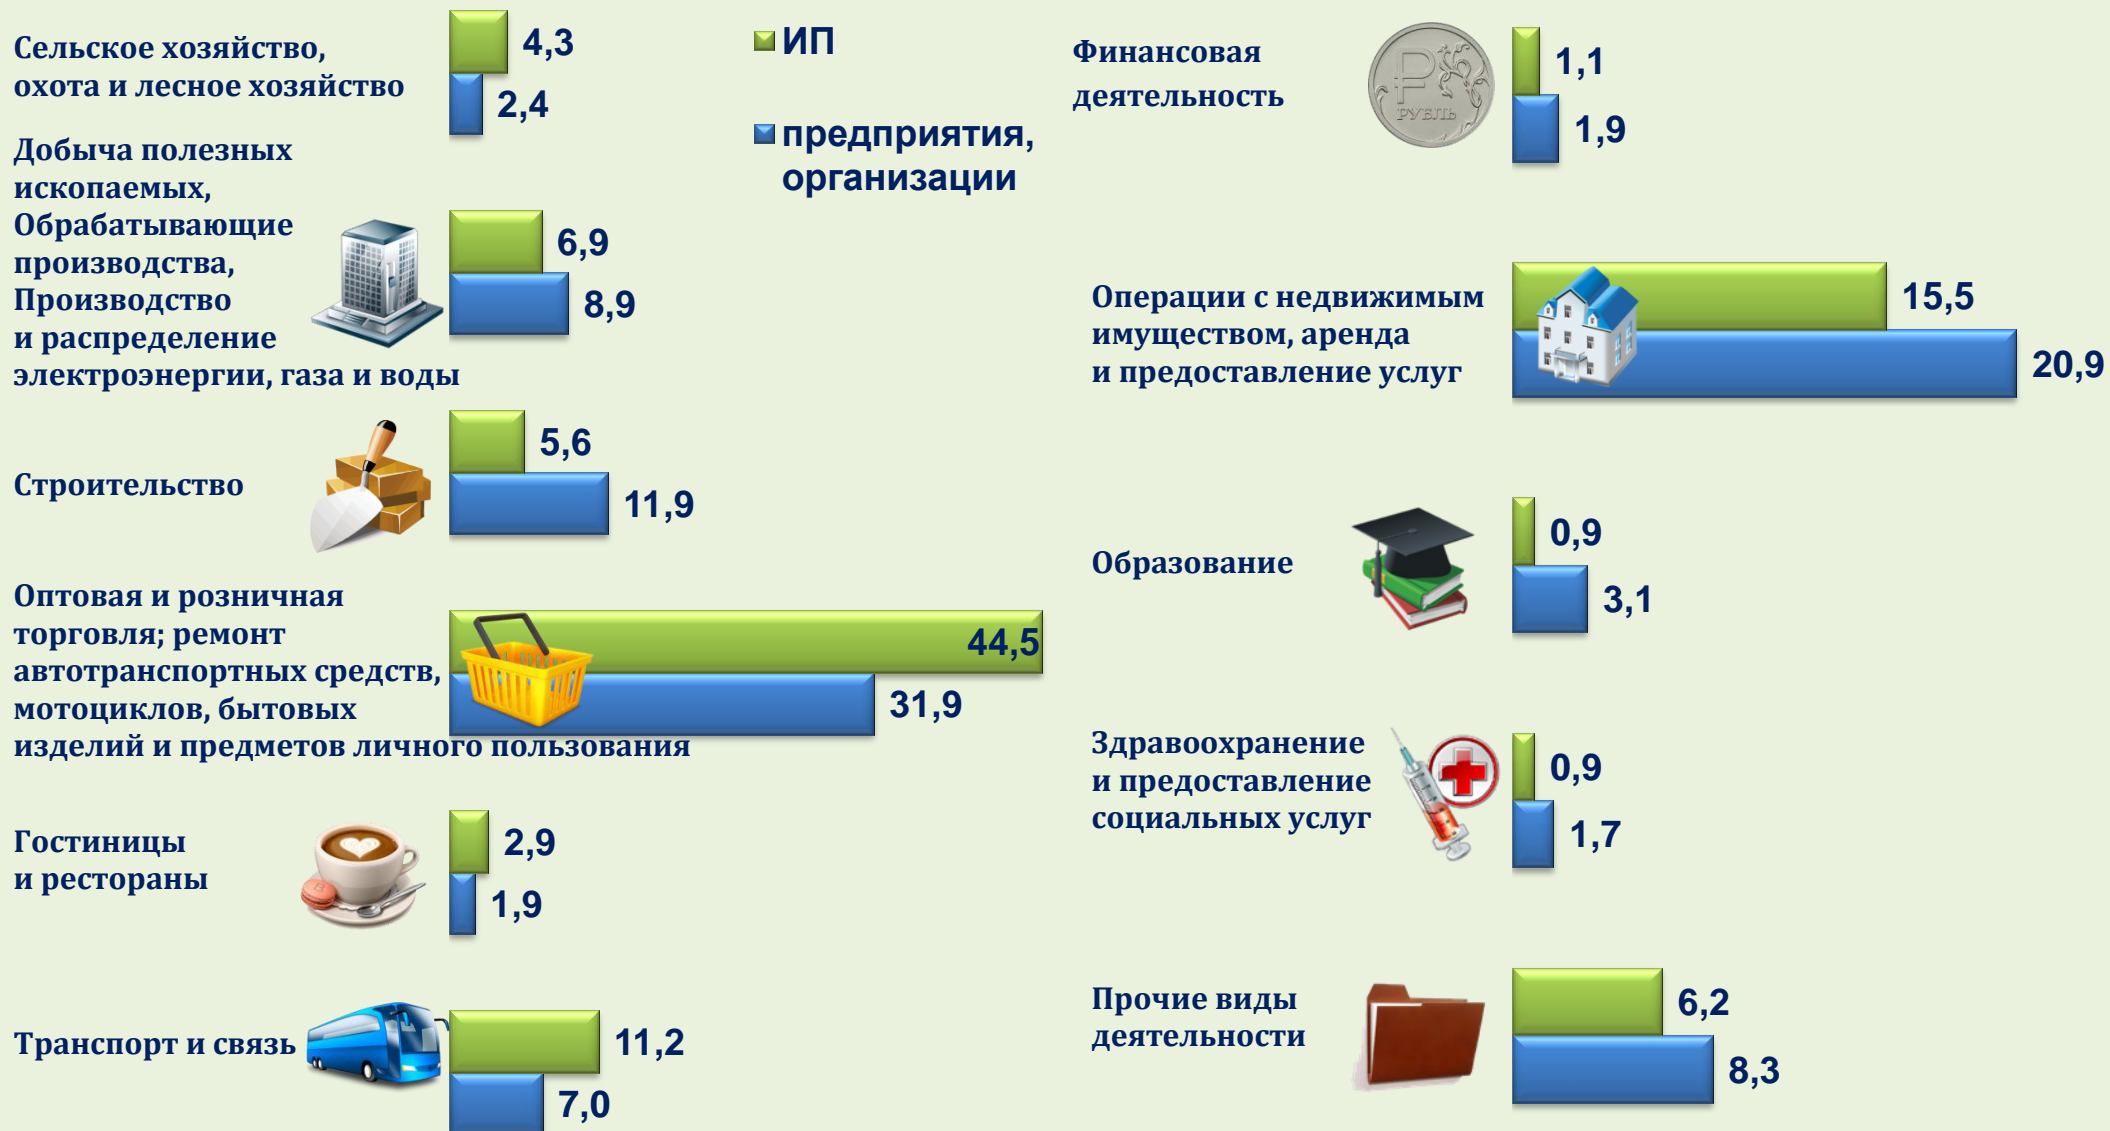 Сельское хозяйство,
охота и лесное хозяйство
4,3
2,4
Добыча полезных
ископаемых,
Обрабатывающие
производства,
Производство
и распределение
электроэнергии, газа и воды
6,9
8,9
Строительство
5,6
11,9
Оптовая и розничная
торговля; ремонт
автотранспортных средств,
мотоциклов, бытовых
изделий и предметов личного пользования
44,5
31,9
Гостиницы
и рестораны
2,9
1,9
Транспорт и связь
11,2
7,0
ИП
предприятия,
организации
Финансовая
деятельность
РУБЛЬ
1,1
1,9
Операции с недвижимым
имуществом, аренда
и предоставление услуг
15,5
20,9
Образование
0,9
3,1
Здравоохранение
и предоставление
социальных услуг
0,9
1,7
Прочие виды
деятельности
6,2
8,3